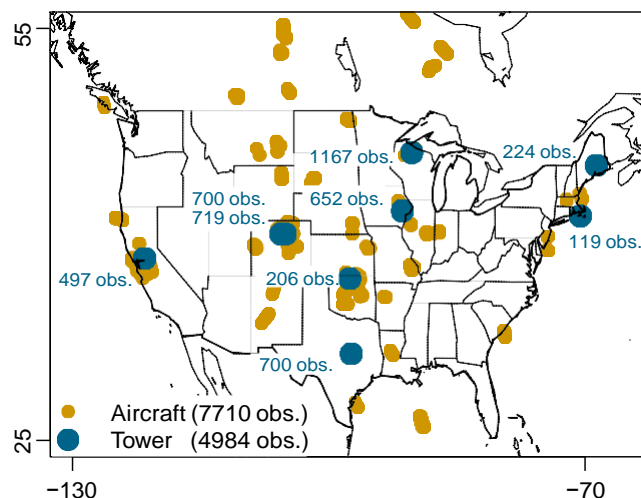 55
1167 obs.
224 obs.
700 obs.
652 obs.
719 obs.
119 obs.
497 obs.
206 obs.
700 obs.
Aircraft (7710 obs.)
Tower (4984 obs.)
25
−130
−70